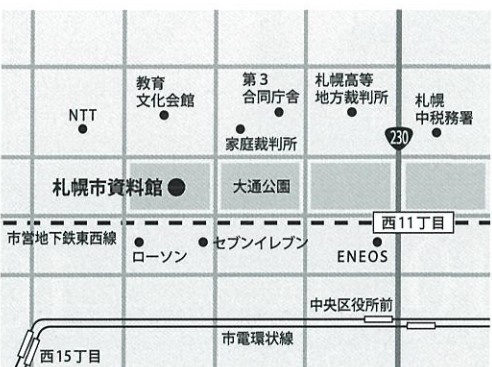 NTT
教育
文化会館
第3
合同庁舎
家庭裁判所
札幌高等
地方裁判所
札幌
中税務署
230
札幌市資料館
大通公園
西11丁目
市営地下鉄東西線
ローソン
セブンイレブン
ENEOS
中央区役所前
市電環状線
西15丁目